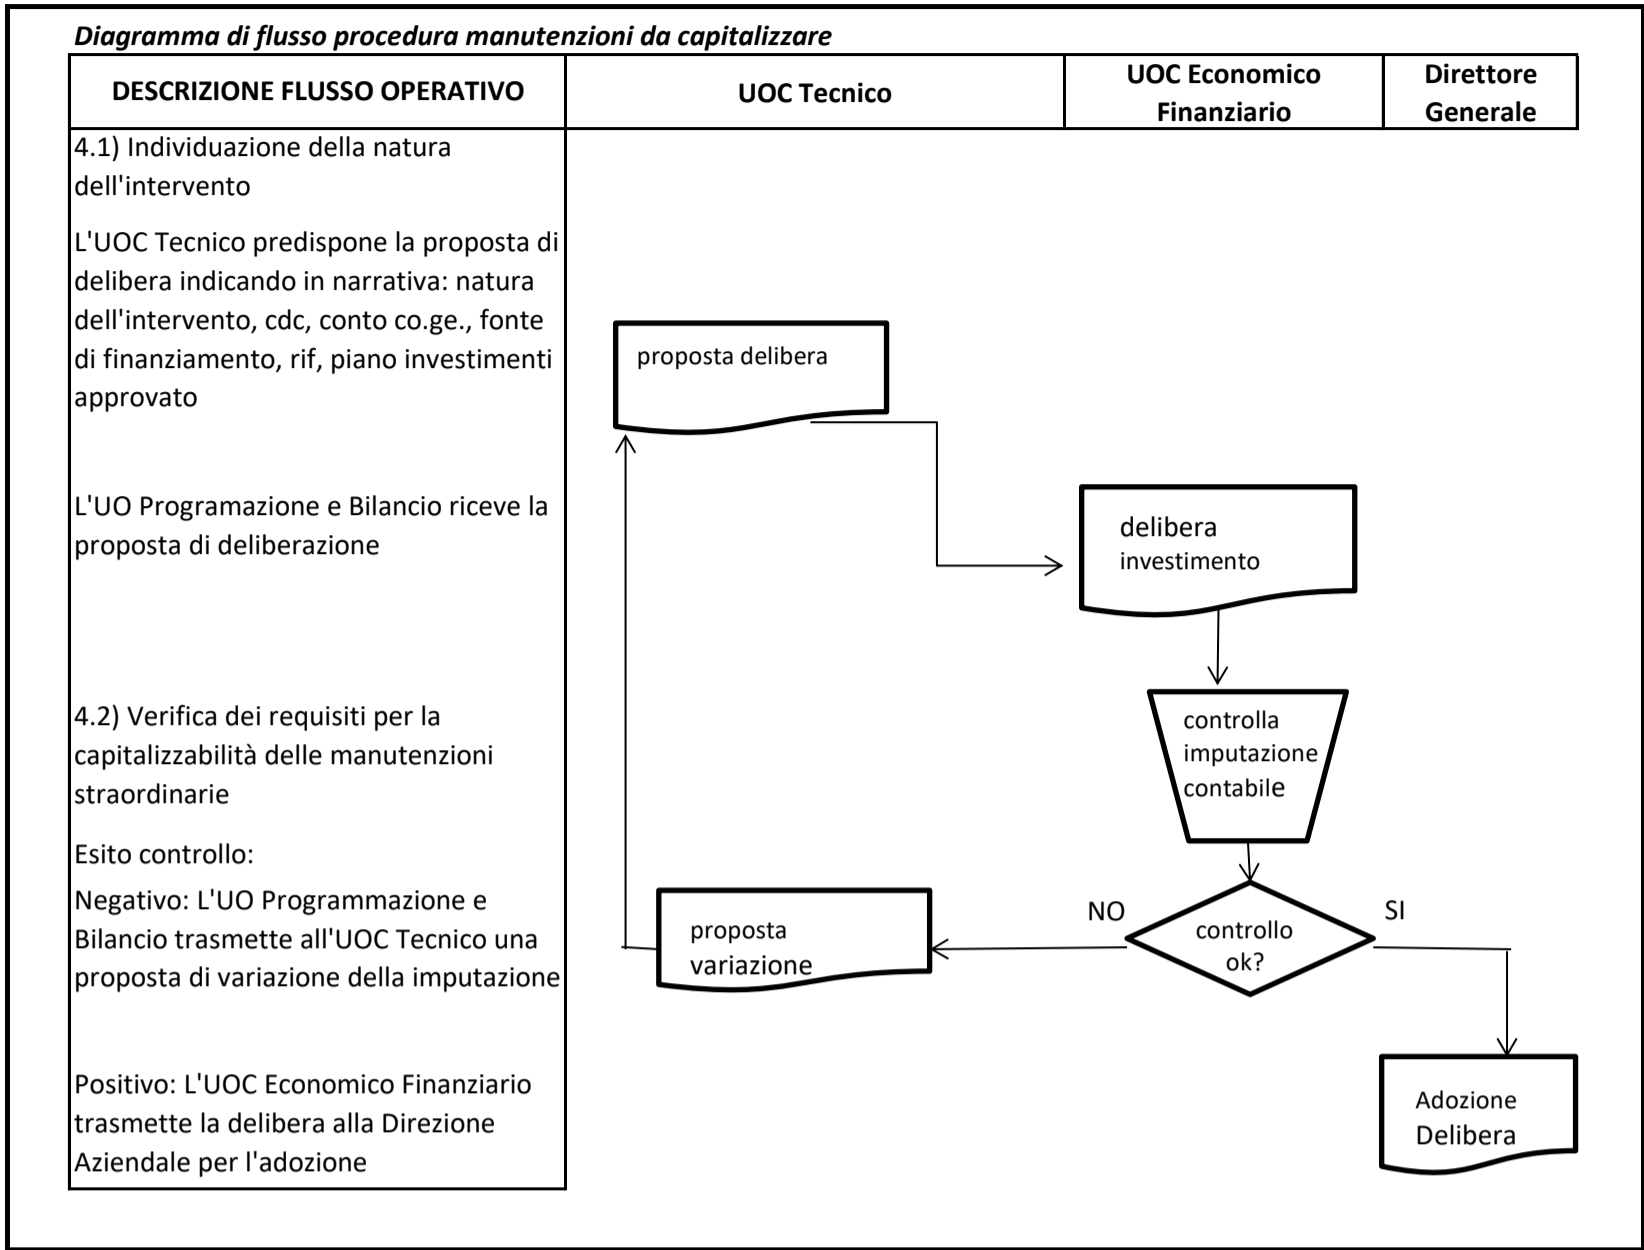 Diagramma di flusso procedura manutenzioni da capitalizzare
DESCRIZIONE FLUSSO OPERATIVO
UOC Tecnico
UOC Economico
Finanziario
Direttore
Generale
4.1) Individuazione della natura
dell'intervento
L'UOC Tecnico predispone la proposta di
delibera indicando in narrativa: natura
dell'intervento, cdc, conto co.ge., fonte
di finanziamento, rif, piano investimenti
approvato
proposta delibera
L'UO Programazione e Bilancio riceve la
proposta di deliberazione
delibera
investimento
4.2) Verifica dei requisiti per la
capitalizzabilità delle manutenzioni
straordinarie
controlla
imputazione
contabile
Esito controllo:
Negativo: L'UO Programmazione e
Bilancio trasmette all'UOC Tecnico una
proposta di variazione della imputazione
proposta
variazione
NO
controllo
ok?
SI
Positivo: L'UOC Economico Finanziario
trasmette la delibera alla Direzione
Aziendale per l'adozione
Adozione
Delibera